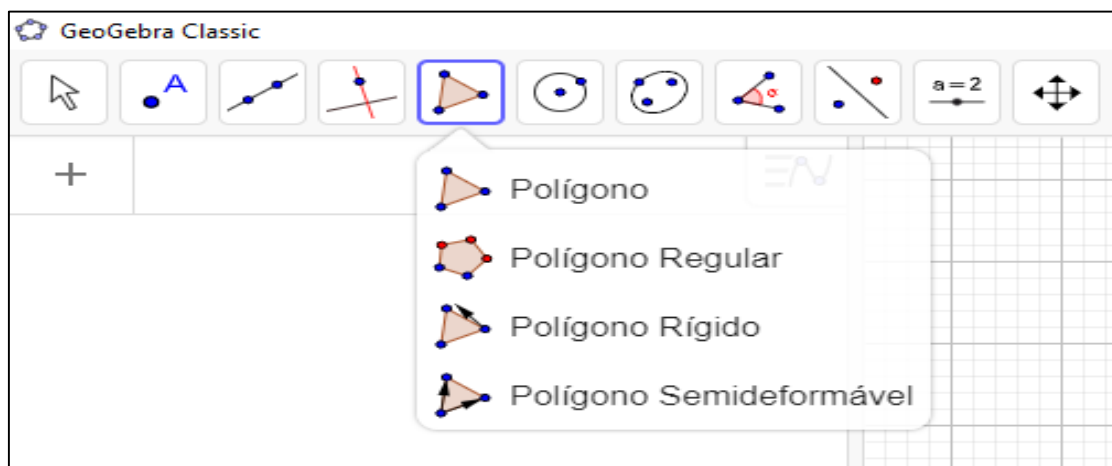 GeoGebra Classic
A
α
a=2
+
Polígono
Polígono Regular
Polígono Rígido
Polígono Semideformável